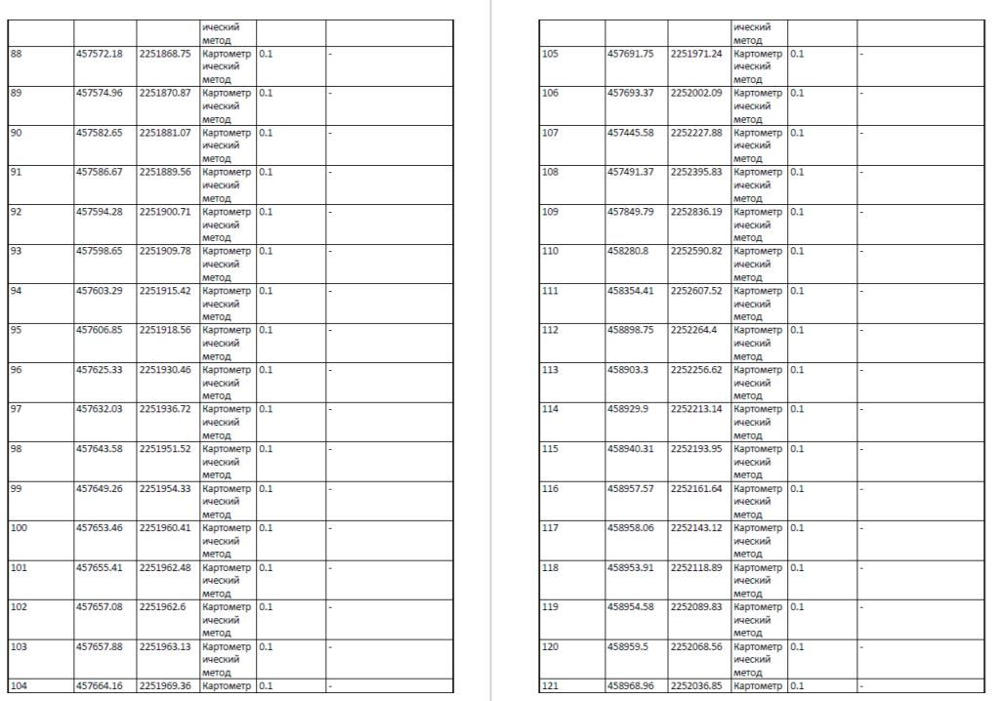 ический
метод
88 457572.18 2251868.75 Картометр 0.1 -
ический
метод
89 457574.96 2251870.87 Картометр 0.1 -
ический
метод
90 457582.65 2251881.07 Картометр 0.1 -
ический
метод
91 457586.67 2251889.56 Картометр 0.1 -
ический
метод
92 457594.28 2251900.71 Картометр 0.1 -
ический
метод
93 457598.65 2251909.78 Картометр 0.1 -
ический
метод
94 457603.29 2251915.42 Картометр 0.1 -
ический
метод
95 457606.85 2251918.56 Картометр 0.1 -
ический
метод
96 457625.33 2251930.46 Картометр 0.1 -
ический
метод
97 457632.03 2251936.72 Картометр 0.1 -
ический
метод
98 457643.58 2251951.52 Картометр 0.1 -
ический
метод
99 457649.26 2251954.33 Картометр 0.1 -
ический
метод
100 457653.46 2251960.41 Картометр 0.1 -
ический
метод
101 457655.41 2251962.48 Картометр 0.1 -
ический
метод
102 457657.08 2251962.6 Картометр 0.1 -
ический
метод
103 457657.88 2251963.13 Картометр 0.1 -
ический
метод
104 457664.16 2251969.36 Картометр 0.1 -
ический
метод
105 457691.75 2251971.24 Картометр 0.1 -
ический
метод
106 457693.37 2252002.09 Картометр 0.1 -
ический
метод
107 457445.58 2252227.88 Картометр 0.1 -
ический
метод
108 457491.37 2252395.83 Картометр 0.1 -
ический
метод
109 457849.79 2252836.19 Картометр 0.1 -
ический
метод
110 458280.8 2252590.82 Картометр 0.1 -
ический
метод
111 458354.41 2252607.52 Картометр 0.1 -
ический
метод
112 458898.75 2252264.4 Картометр 0.1 -
ический
метод
113 458903.3 2252256.62 Картометр 0.1 -
ический
метод
114 458929.9 2252213.14 Картометр 0.1 -
ический
метод
115 458940.31 2252193.95 Картометр 0.1 -
ический
метод
116 458957.57 2252161.64 Картометр 0.1 -
ический
метод
117 458958.06 2252143.12 Картометр 0.1 -
ический
метод
118 458953.91 2252118.89 Картометр 0.1 -
ический
метод
119 458954.58 2252089.83 Картометр 0.1 -
ический
метод
120 458959.5 2252068.56 Картометр 0.1 -
ический
метод
121 458968.96 2252036.85 Картометр 0.1 -